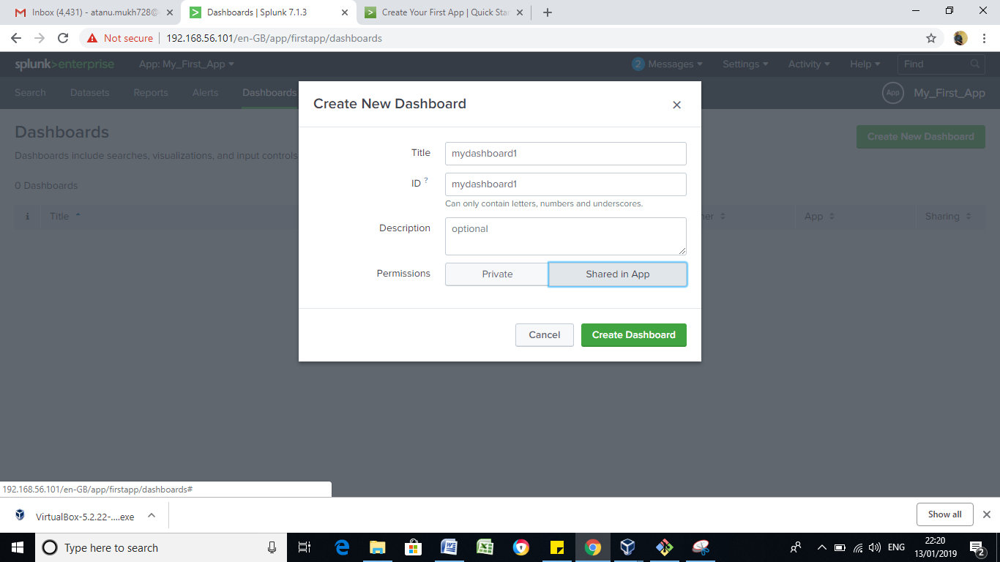 Inbox (4,431) - atanu.mukh728@
Dashboards | Splunk 7.1.3
Create Your First App | Quick Sta
Not secure
192.168.56.101/en-GB/app/firstapp/dashboards
splunk>enterprise
App: My_First_App
2
Messages
Settings
Activity
Help
Find
Search
Datasets
Reports
Alerts
Dashboards
App
My_First_App
Dashboards
Create New Dashboard
Dashboards include searches, visualizations, and input controls
0 Dashboards
i
Title
App
Sharing
Create New Dashboard
Title
mydashboard1
ID ?
mydashboard1
Can only contain letters, numbers and underscores.
Description
optional
Permissions
Private
Shared in App
Cancel
Create Dashboard
192.168.56.101/en-GB/app/firstapp/dashboards#
VirtualBox-5.2.22-....exe
Show all
Type here to search
ENG
22:20
13/01/2019
2